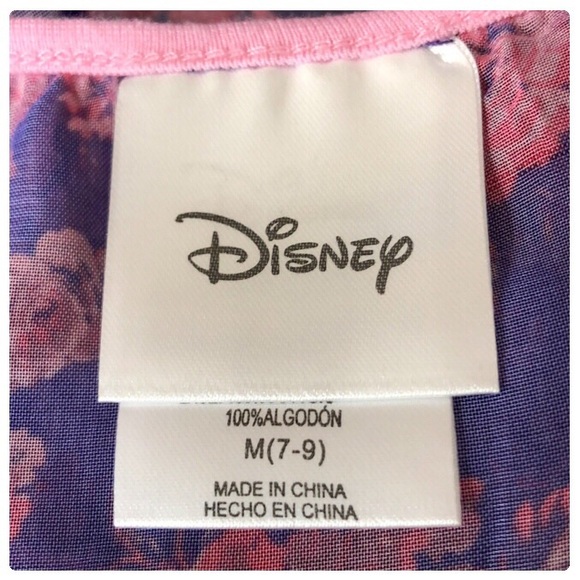 Disney
100%ALGODÓN
M(7-9)
MADE IN CHINA
HECHO EN CHINA